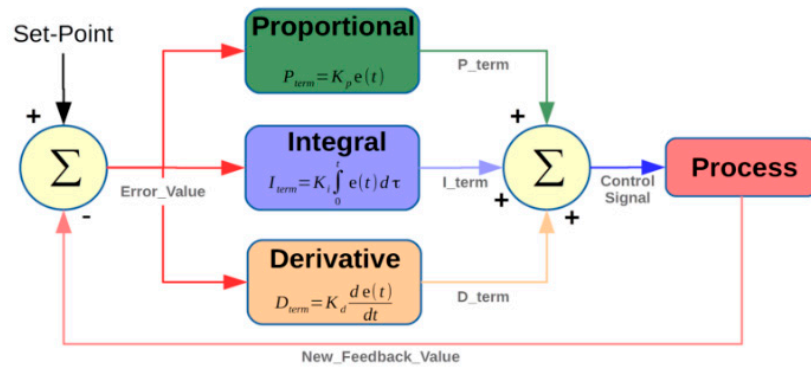 Set-Point
+
Σ
-
Error_Value
Proportional
P_term=K_p e(t)
Integral
I_term=K_i∫_0^t e(t)dτ
Derivative
D_term=K_d de(t)/dt
P_term
I_term
D_term
+
+
+
Σ
Control
Signal
Process
New_Feedback_Value